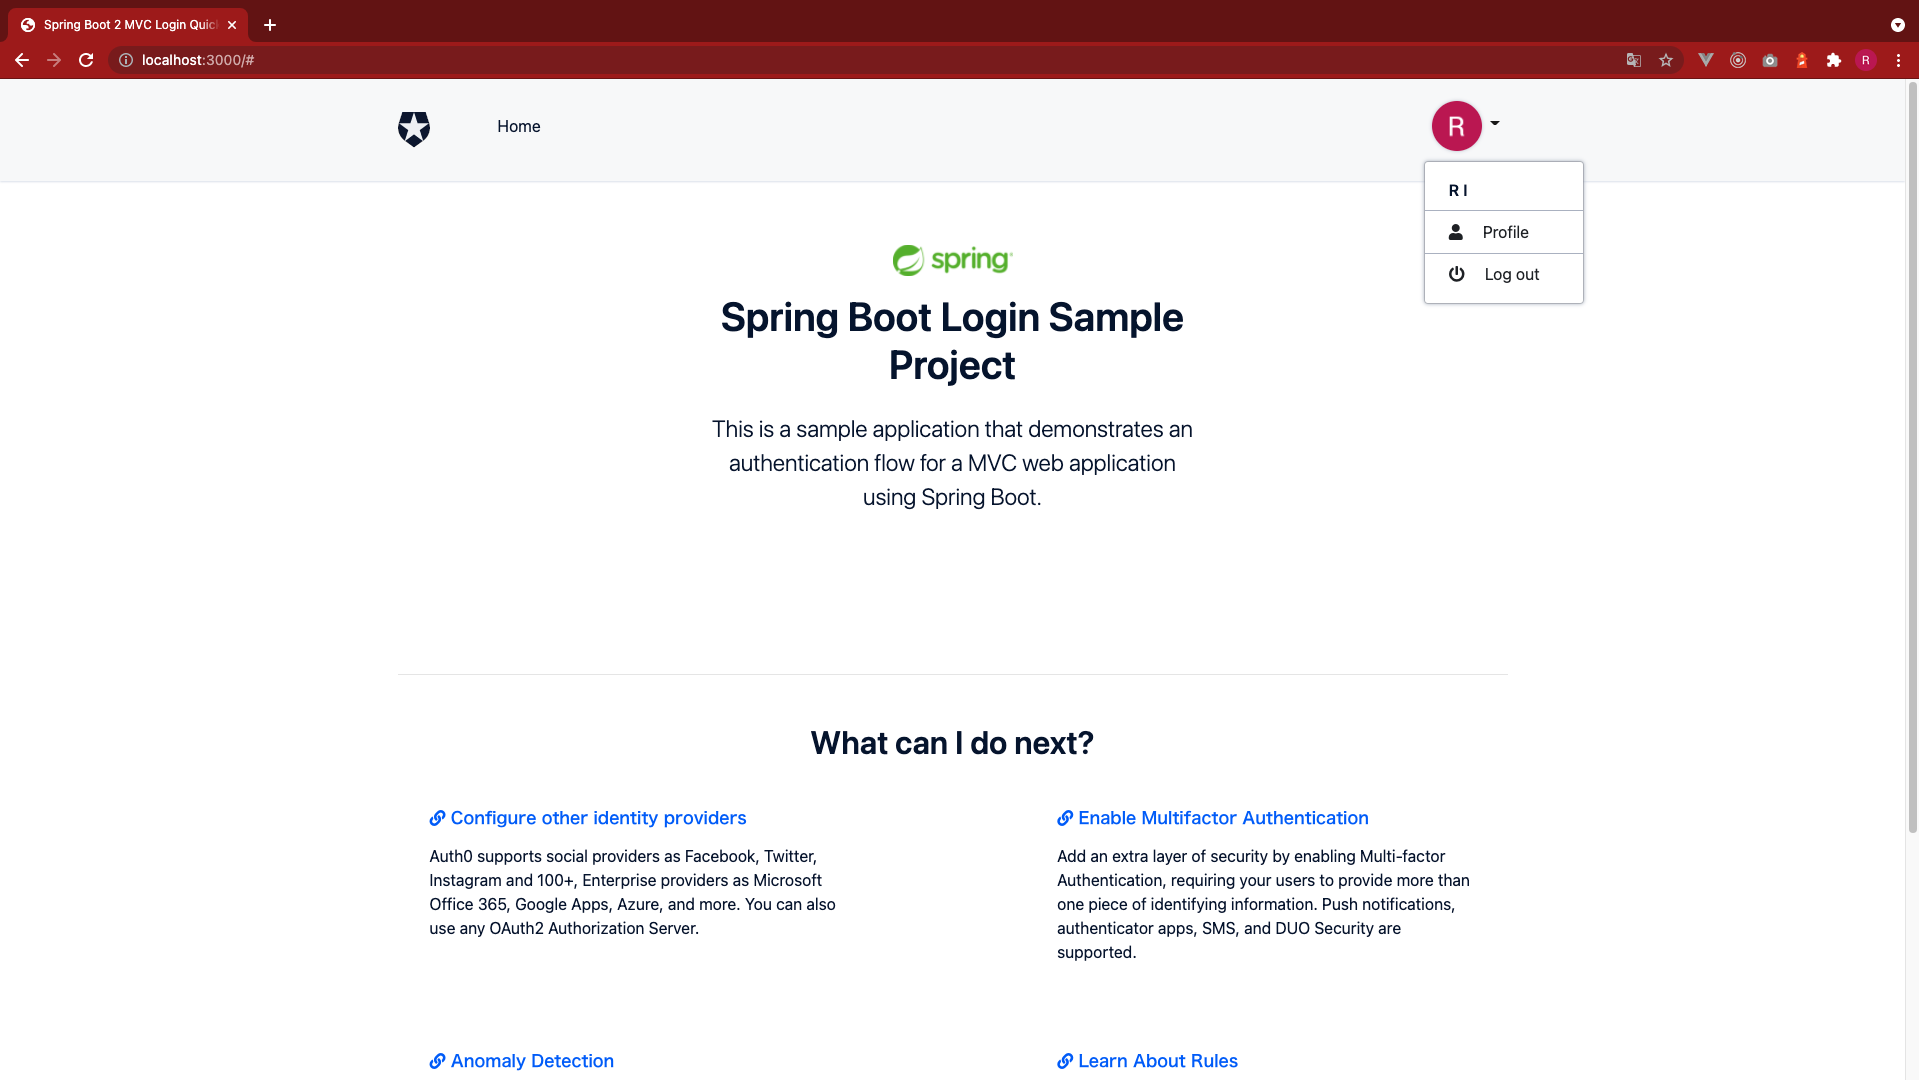 Spring Boot 2 MVC Login Quic
localhost:3000/#
R
Home
R
R I
Profile
Log out
spring
Spring Boot Login Sample
Project
This is a sample application that demonstrates an
authentication flow for a MVC web application
using Spring Boot.
What can I do next?
Configure other identity providers
Auth0 supports social providers as Facebook, Twitter,
Instagram and 100+, Enterprise providers as Microsoft
Office 365, Google Apps, Azure, and more. You can also
use any OAuth2 Authorization Server.
Enable Multifactor Authentication
Add an extra layer of security by enabling Multi-factor
Authentication, requiring your users to provide more than
one piece of identifying information. Push notifications,
authenticator apps, SMS, and DUO Security are
supported.
Anomaly Detection
Learn About Rules